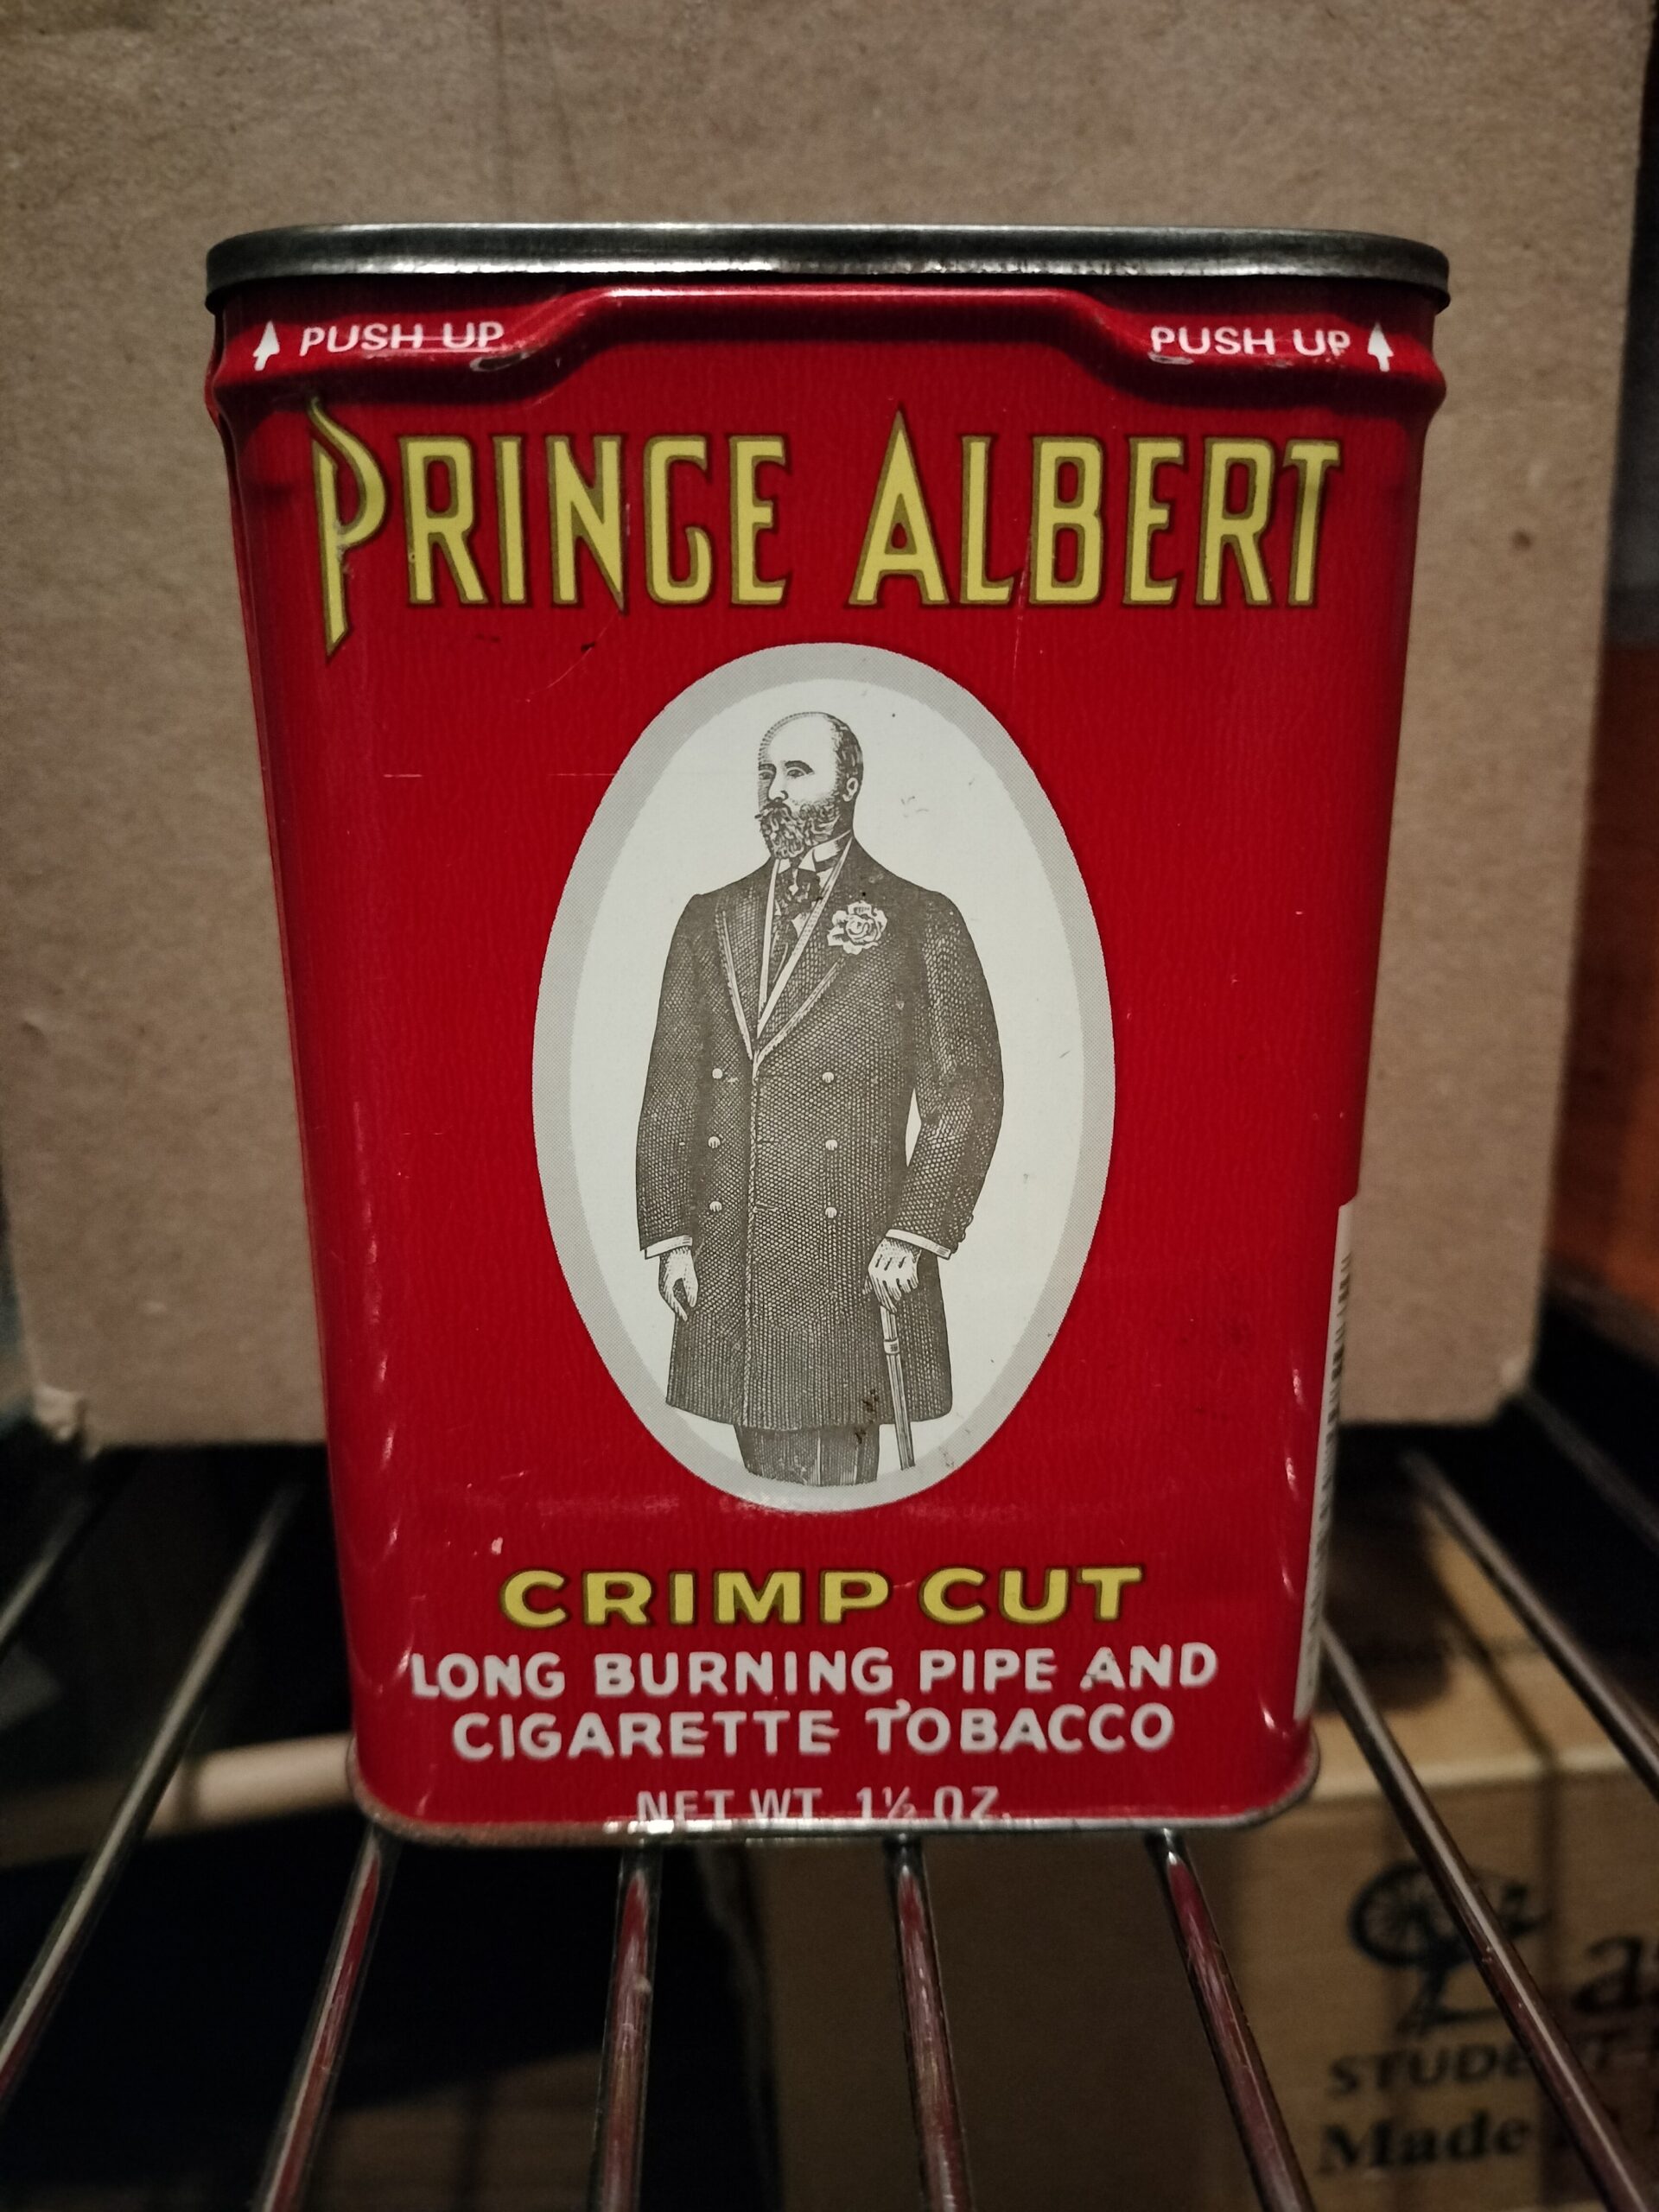 PUSH UP PUSH UP
PRINCE ALBERT
CRIMP CUT
LONG BURNING PIPE AND
CIGARETTE TOBACCO
NET WT. 1½ OZ.
Made